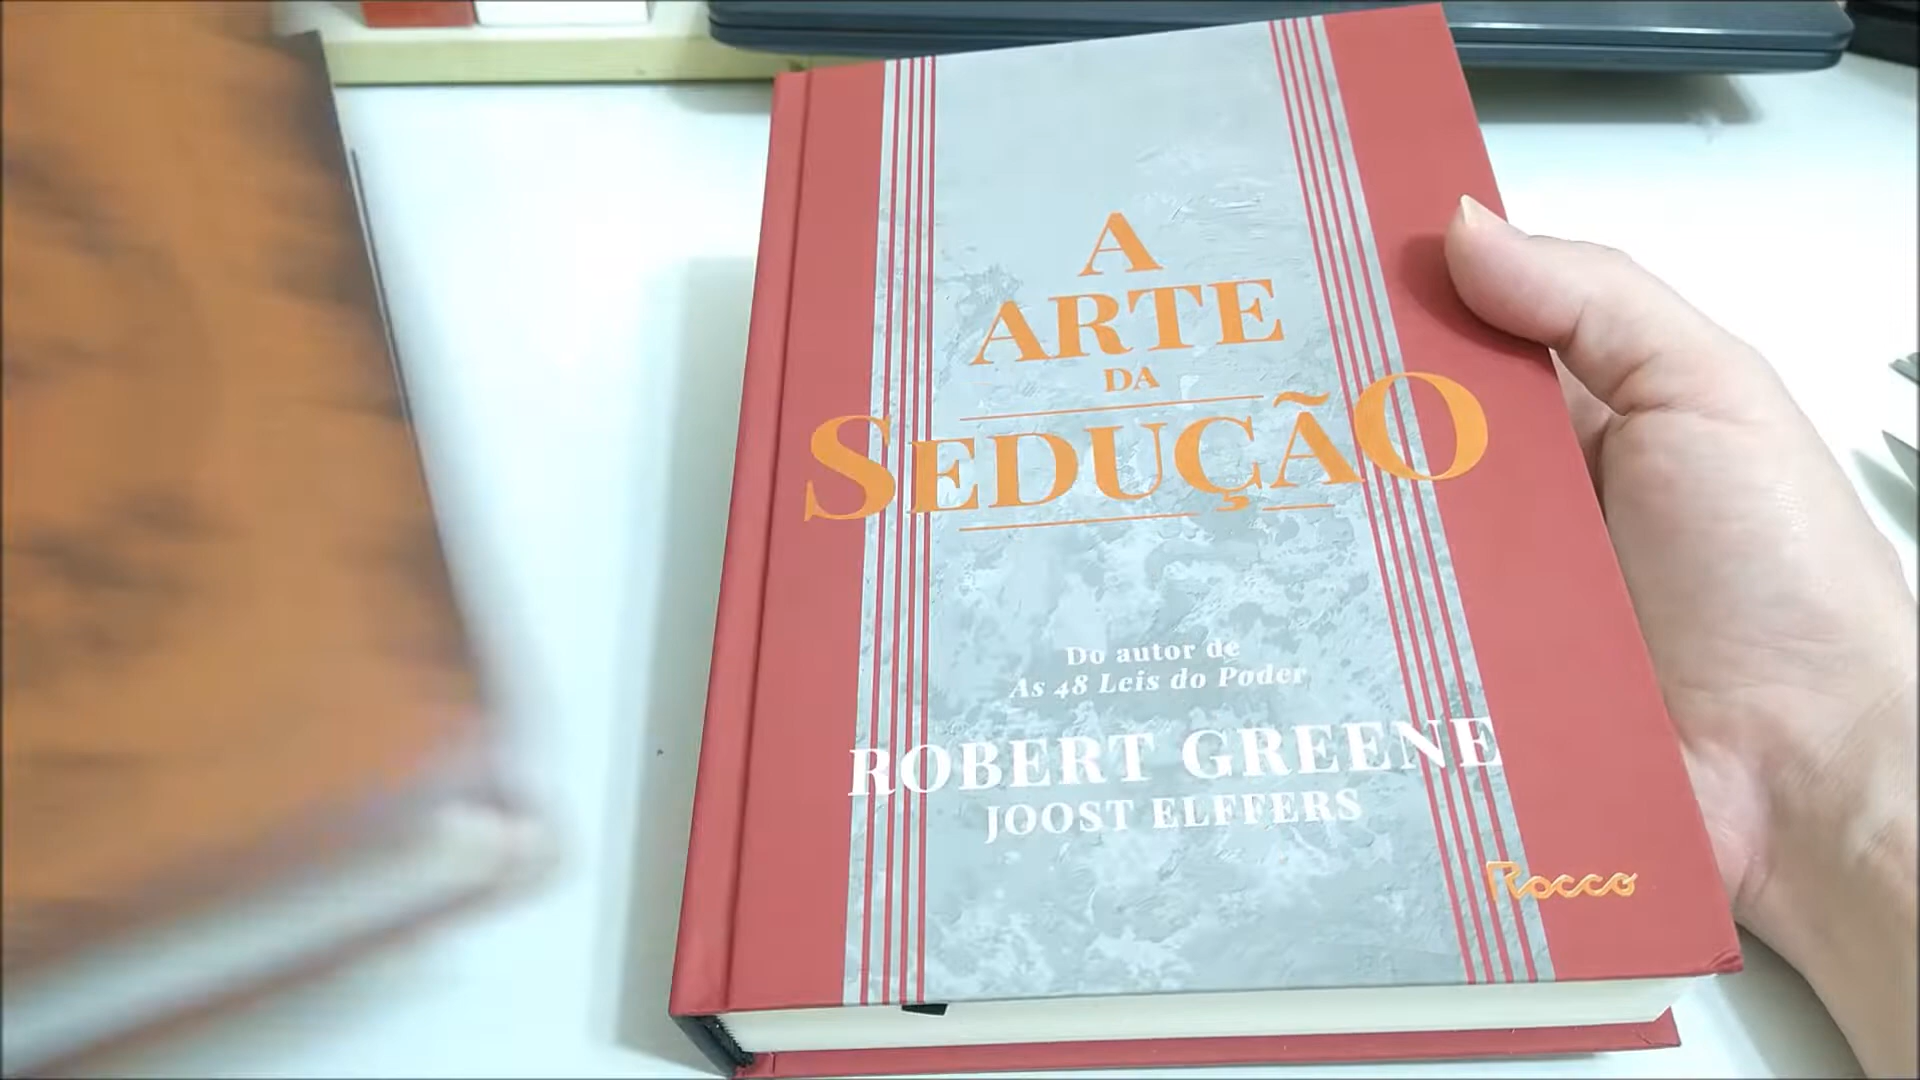 A
ARTE
DA
SEDUÇÃO
Do autor de
As 48 Leis do Poder
ROBERT GREENE
JOOST ELFFERS
Rocco